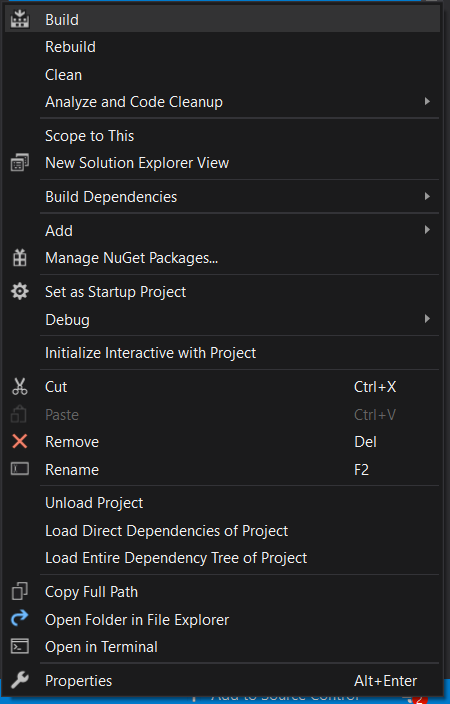 Build
Rebuild
Clean
Analyze and Code Cleanup
Scope to This
New Solution Explorer View
Build Dependencies
Add
Manage NuGet Packages...
Set as Startup Project
Debug
Initialize Interactive with Project
Cut Ctrl+X
Paste Ctrl+V
Remove Del
Rename F2
Unload Project
Load Direct Dependencies of Project
Load Entire Dependency Tree of Project
Copy Full Path
Open Folder in File Explorer
Open in Terminal
Properties Alt+Enter
Add to Source Control 2